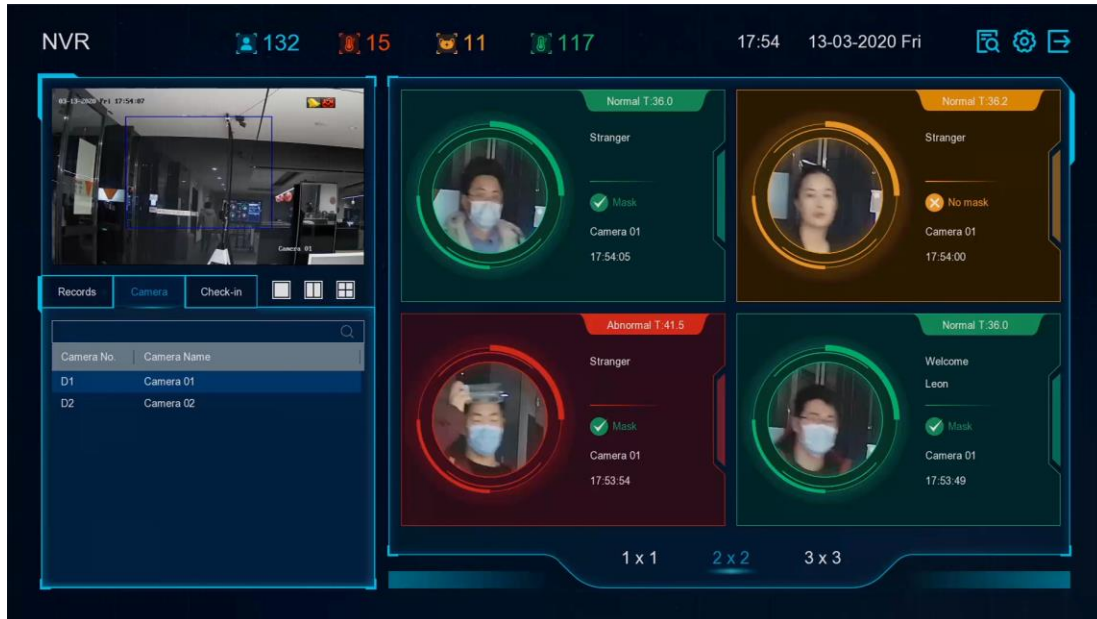 NVR
132
15
11
117
17:54
13-03-2020 Fri
03-13-2020 Fri 17:54:07
Camera 01
Records
Camera
Check-in
Camera No.
Camera Name
D1
Camera 01
D2
Camera 02
Normal T:36.0
Stranger
Mask
Camera 01
17:54:05
Normal T:36.2
Stranger
No mask
Camera 01
17:54:00
Abnormal T:41.5
Stranger
Mask
Camera 01
17:53:54
Normal T:36.0
Welcome
Leon
Mask
Camera 01
17:53:49
1 x 1
2 x 2
3 x 3